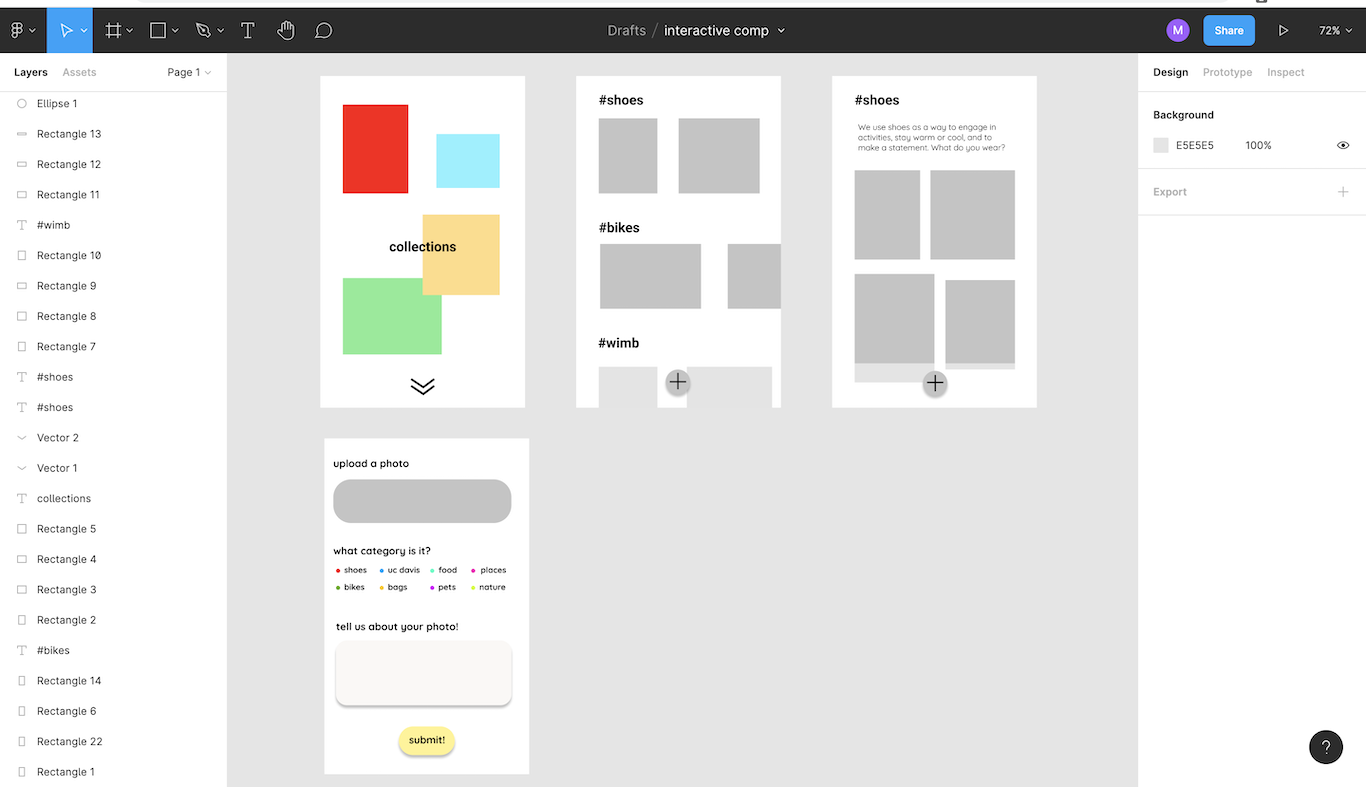 Drafts / interactive comp
M
Share
72%
Layers
Assets
Page 1
Design
Prototype
Inspect
Ellipse 1
Rectangle 13
Rectangle 12
Rectangle 11
#wimb
Rectangle 10
Rectangle 9
Rectangle 8
Rectangle 7
#shoes
#shoes
Vector 2
Vector 1
collections
Rectangle 5
Rectangle 4
Rectangle 3
Rectangle 2
#bikes
Rectangle 14
Rectangle 6
Rectangle 22
Rectangle 1
collections
#shoes
#bikes
#wimb
#shoes
We use shoes as a way to engage in
activities, stay warm or cool, and to
make a statement. What do you wear?
upload a photo
what category is it?
shoes uc davis food places
bikes bags pets nature
tell us about your photo!
submit!
Background
E5E5E5 100%
Export
?